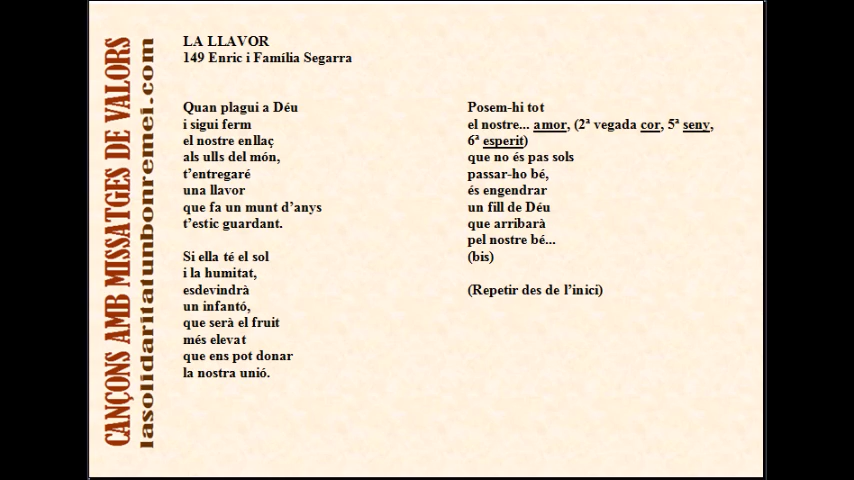 CANÇONS AMB MISSATGES DE VALORS
lasolidaritatunbonremei.com
LA LLAVOR
149 Enric i Família Segarra
Quan plagui a Déu
i sigui ferm
el nostre enllaç
als ulls del món,
t’entregaré
una llavor
que fa un munt d’anys
t’estic guardant.
Si ella té el sol
i la humitat,
esdevindrà
un infantó,
que serà el fruit
més elevat
que ens pot donar
la nostra unió.
Posem-hi tot
el nostre... amor, (2ª vegada cor, 5ª seny,
6ª esperit)
que no és pas sols
passar-ho bé,
és engendrar
un fill de Déu
que arribarà
pel nostre bé...
(bis)
(Repetir des de l’inici)